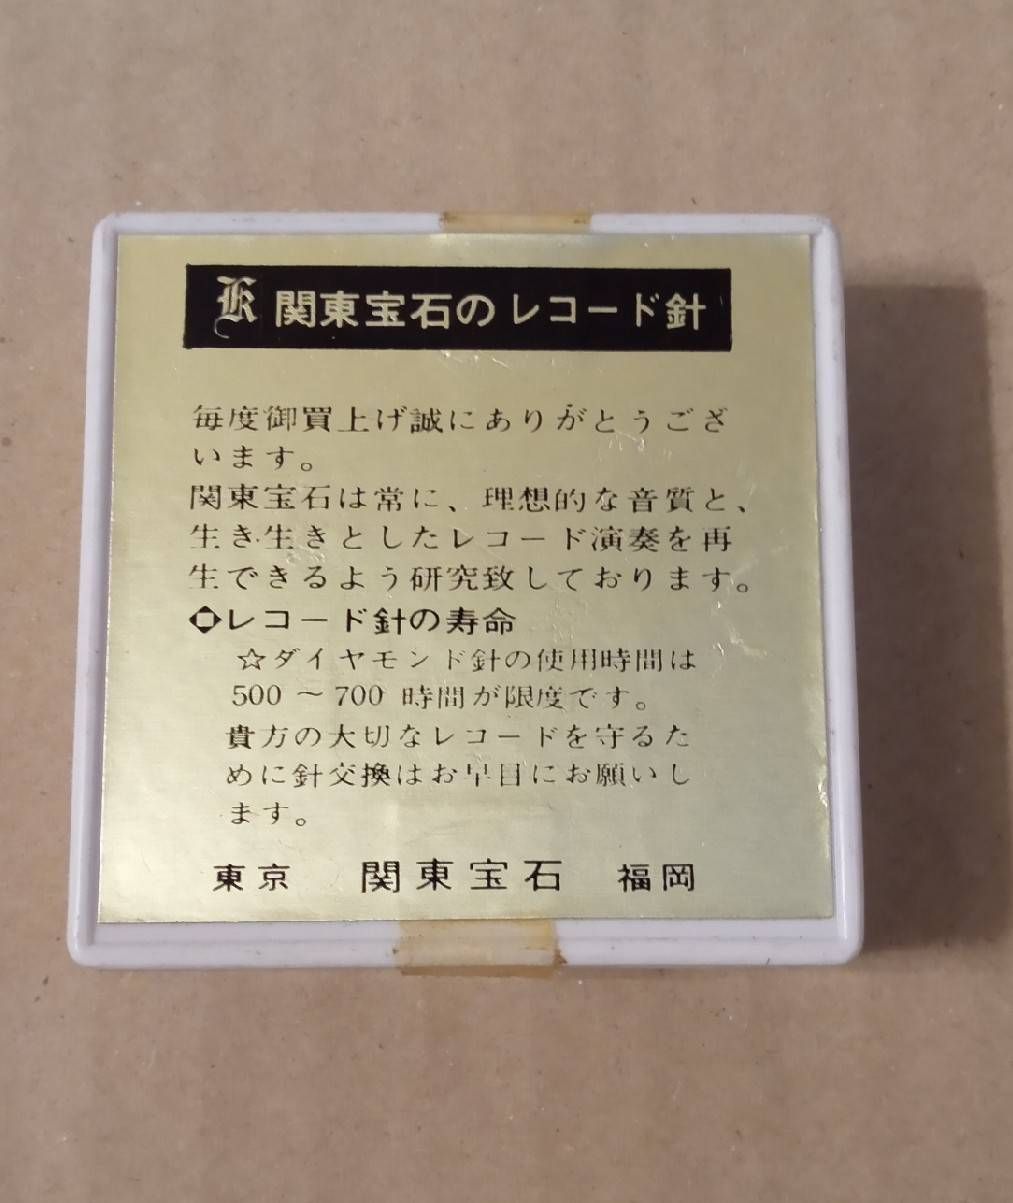 K 関東宝石のレコード針
毎度御買上げ誠にありがとうござ
います。
関東宝石は常に、理想的な音質と、
生き生きとしたレコード演奏を再
生できるよう研究致しております。
レコード針の寿命
☆ダイヤモンド針の使用時間は
500 〜 700 時間が限度です。
貴方の大切なレコードを守るた
めに針交換はお早目にお願いし
ます。
東京 関東宝石 福岡